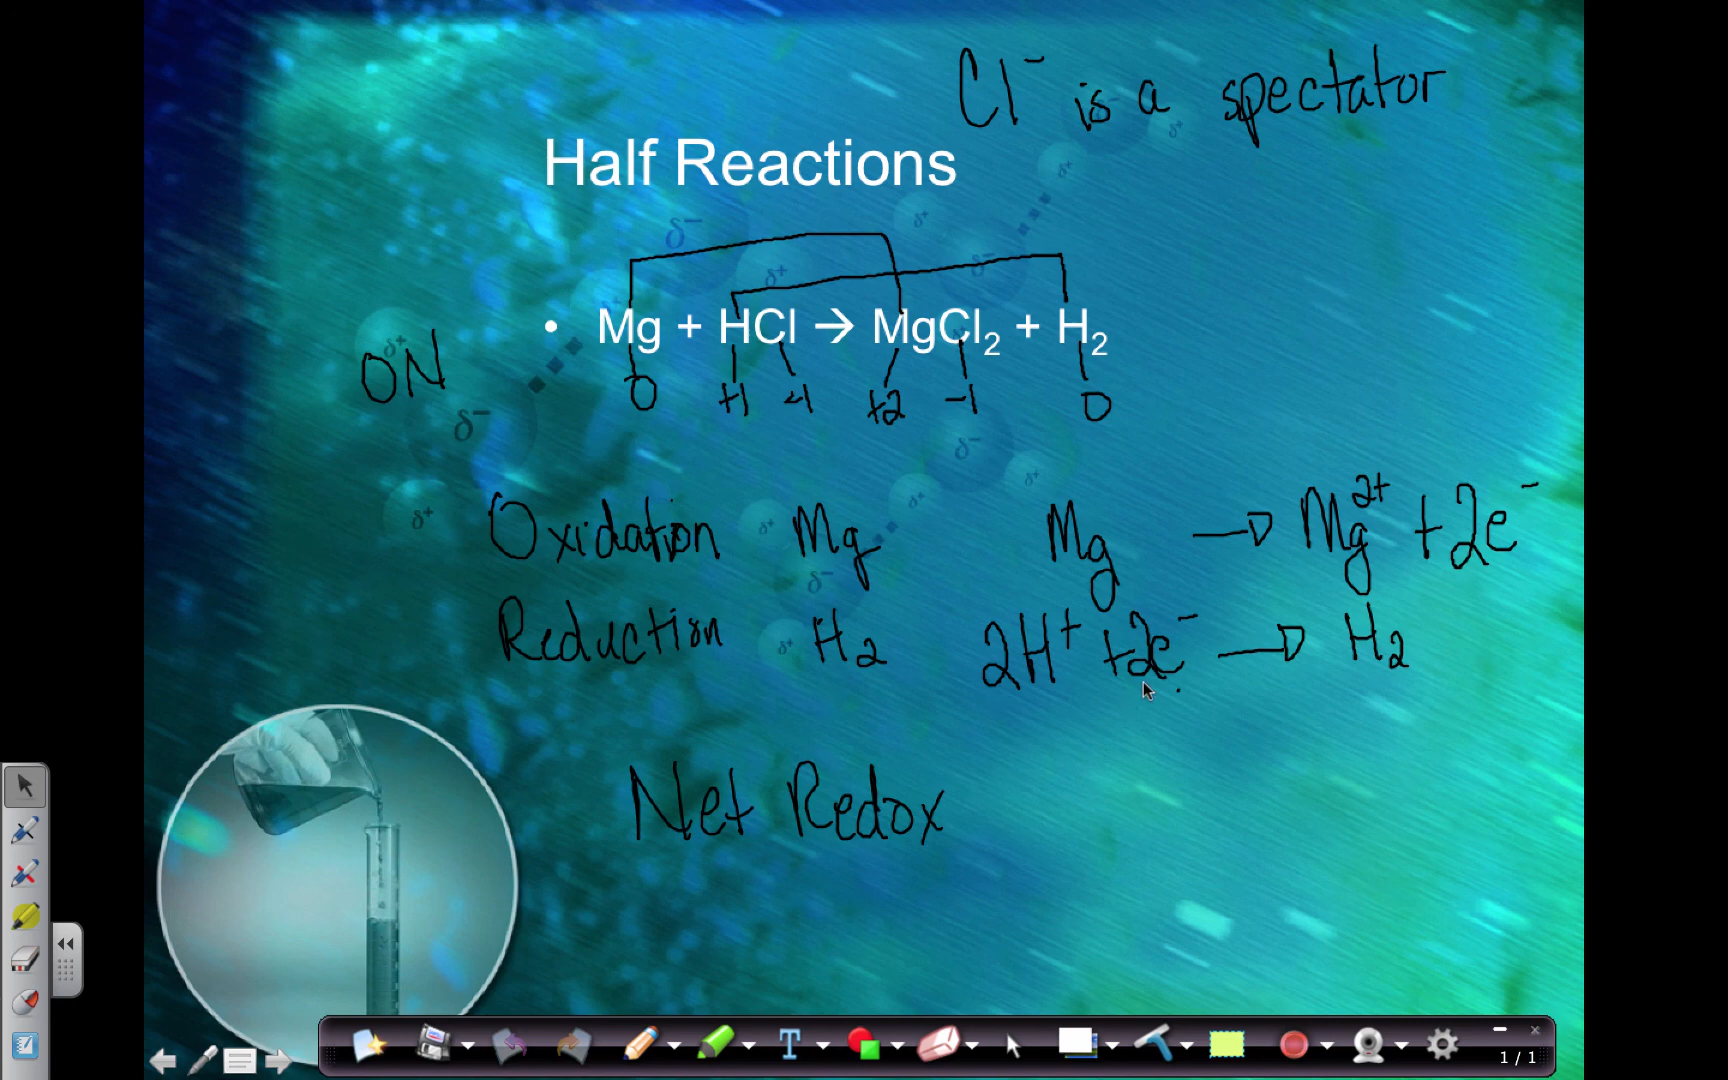 Cl⁻ is a spectator
Half Reactions
• Mg + HCl → MgCl₂ + H₂
ON 0 +1 -1 +2 -1 0
Oxidation Mg Mg → Mg²⁺ + 2e⁻
Reduction H₂ 2H⁺ + 2e⁻ → H₂
Net Redox
δ⁻
δ⁺
δ⁺
δ⁺
δ⁺
δ⁻
δ⁺
δ⁻
δ⁺
δ⁻
δ⁺
δ⁺
δ⁺
δ⁺
δ⁻
δ⁺
T
1 / 1